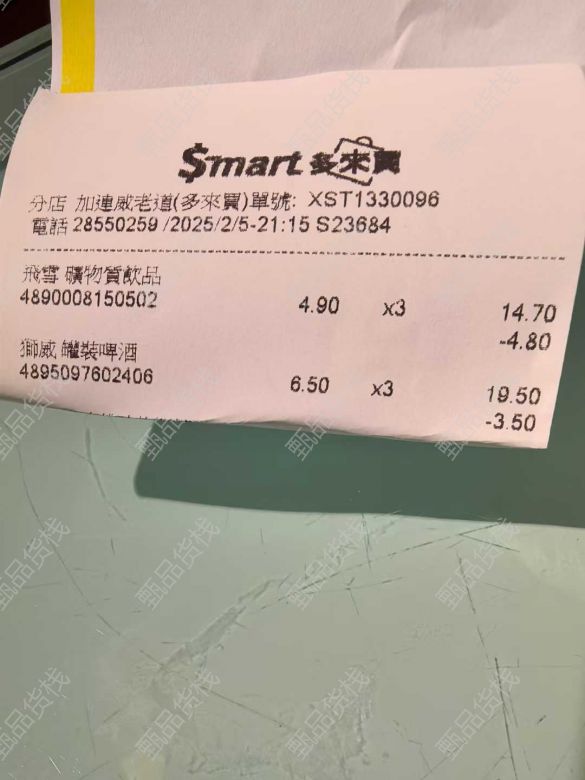 $mart 多來買
分店 加連威老道(多來買)單號: XST1330096
電話 28550259 /2025/2/5-21:15 S23684
飛雪 礦物質飲品
4890008150502 4.90 x3 14.70
-4.80
獅威 罐裝啤酒
4895097602406 6.50 x3 19.50
-3.50
甄品货栈